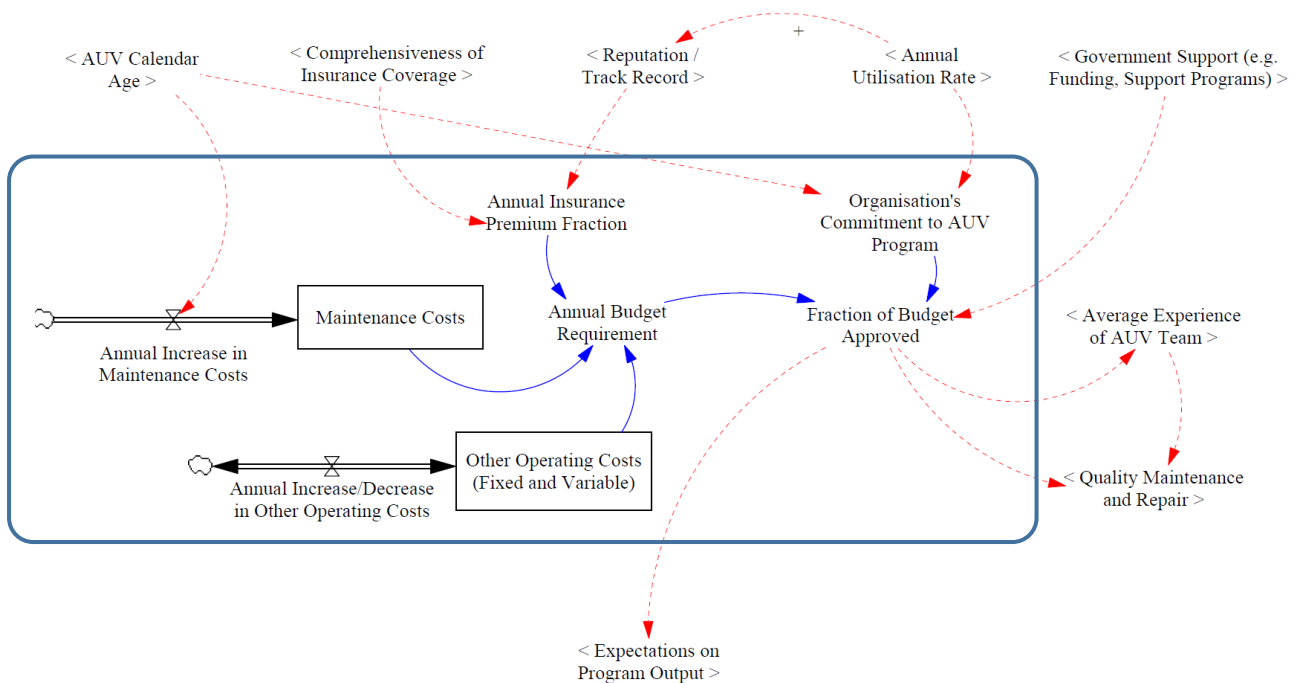 < AUV Calendar
Age >
< Comprehensiveness of
Insurance Coverage >
< Reputation /
Track Record >
+
< Annual
Utilisation Rate >
< Government Support (e.g.
Funding, Support Programs) >
Annual Insurance
Premium Fraction
Organisation's
Commitment to AUV
Program
Maintenance Costs
Annual Increase in
Maintenance Costs
Annual Budget
Requirement
Fraction of Budget
Approved
< Average Experience
of AUV Team >
Other Operating Costs
(Fixed and Variable)
Annual Increase/Decrease
in Other Operating Costs
< Quality Maintenance
and Repair >
< Expectations on
Program Output >